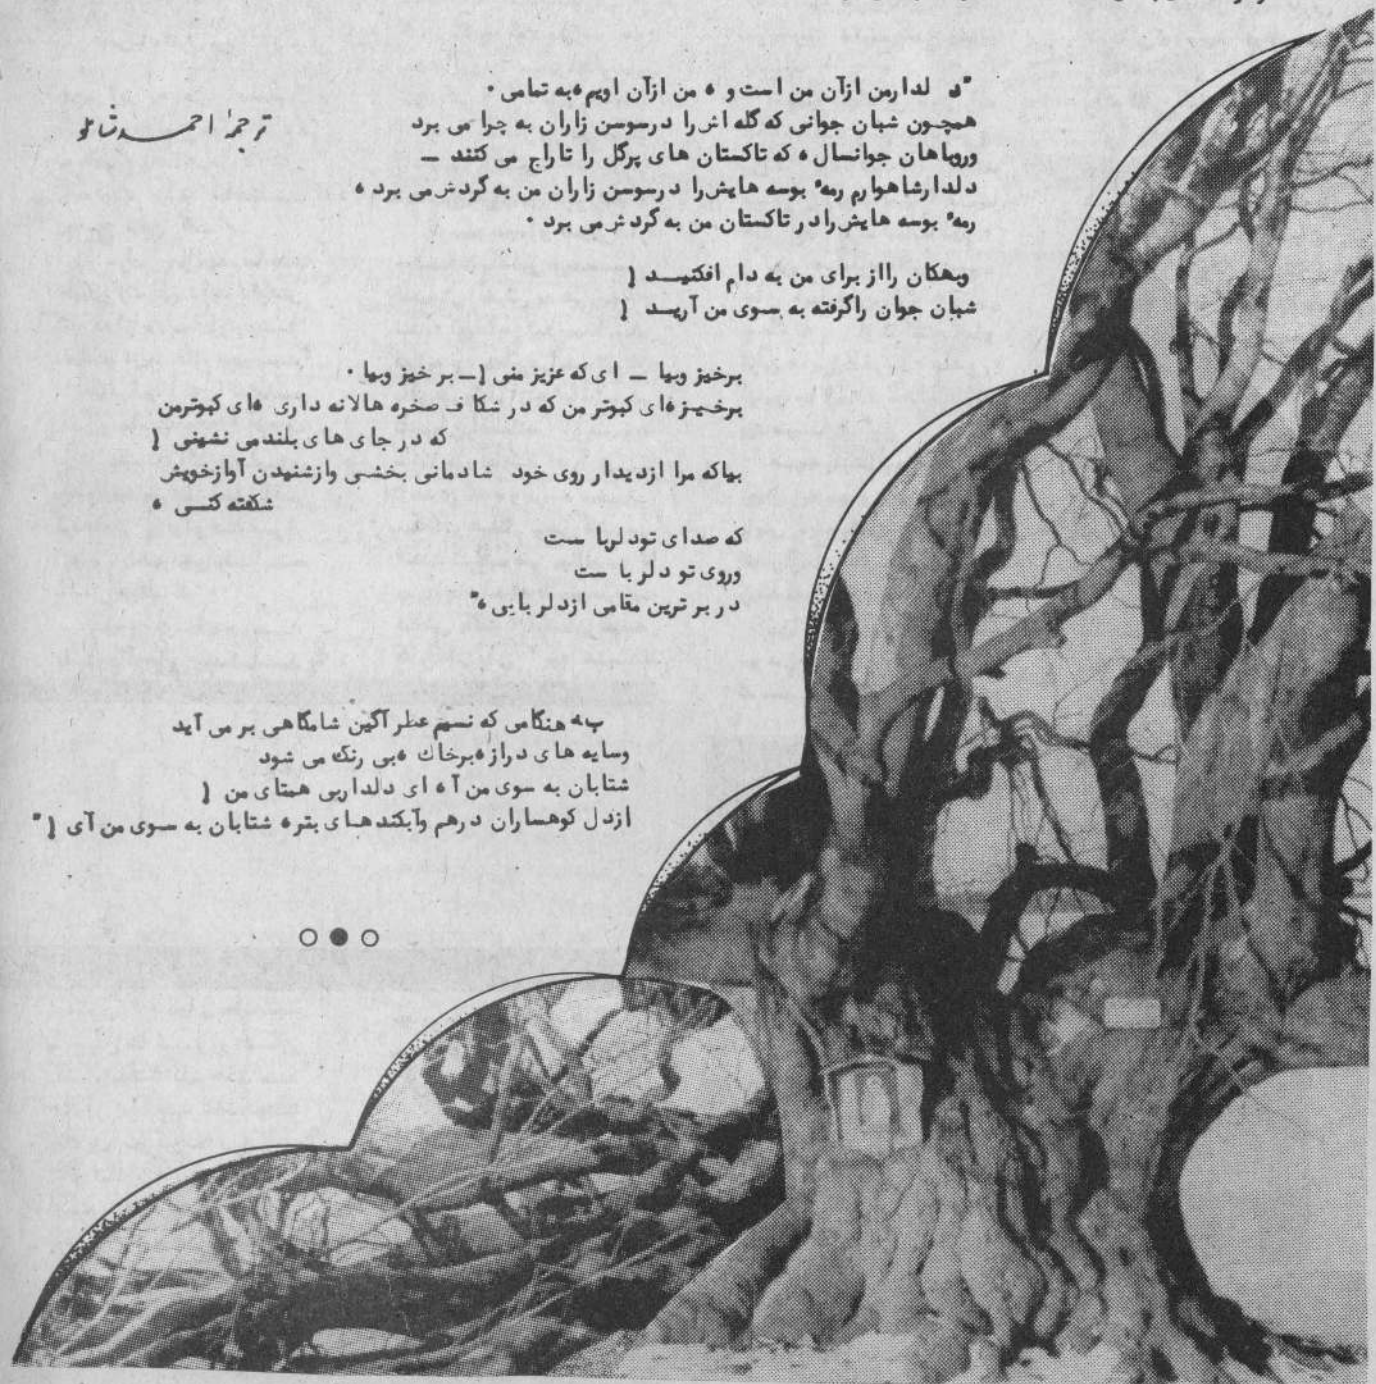 "دلدار من از آن من است و، من از آن اویم، به تمامی.
همچون شبان جوانی که گله اش را در سوسن زاران به چرا می برد
و روباهان جوانسال، که تاکستان های پرگل را تاراج می کنند —
دلدار شاهوارم رمهٔ بوسه هایش را در سوسن زاران من به گردش می برد،
رمهٔ بوسه هایش را در تاکستان من به گردش می برد.
ترجمهٔ احمد شاملو
وبهکان را از برای من به دام افکنید!
شبان جوان را گرفته به سوی من آرید!
برخیز و بیا — ای که عزیز منی! — برخیز و بیا.
برخیز، ای کبوتر من که در شکاف صخره ها لانه داری، ای کبوتر من
که در جای های بلند می نشینی!
بیا که مرا از دیدار روی خود شادمانی بخشی و از شنیدن آواز خویش
شکفته کنی،
که صدای تو دلرباست
و روی تو دلرباست
در برترین مقامی از دلربایی."
به هنگامی که نسیم عطرآگین شامگاهی بر می آید
و سایه های دراز، بر خاک، بی رنگ می شود
شتابان به سوی من آ، ای دلدار بی همتای من!
از دل کوهساران درهم و آبکندهای بتره شتابان به سوی من آی!"